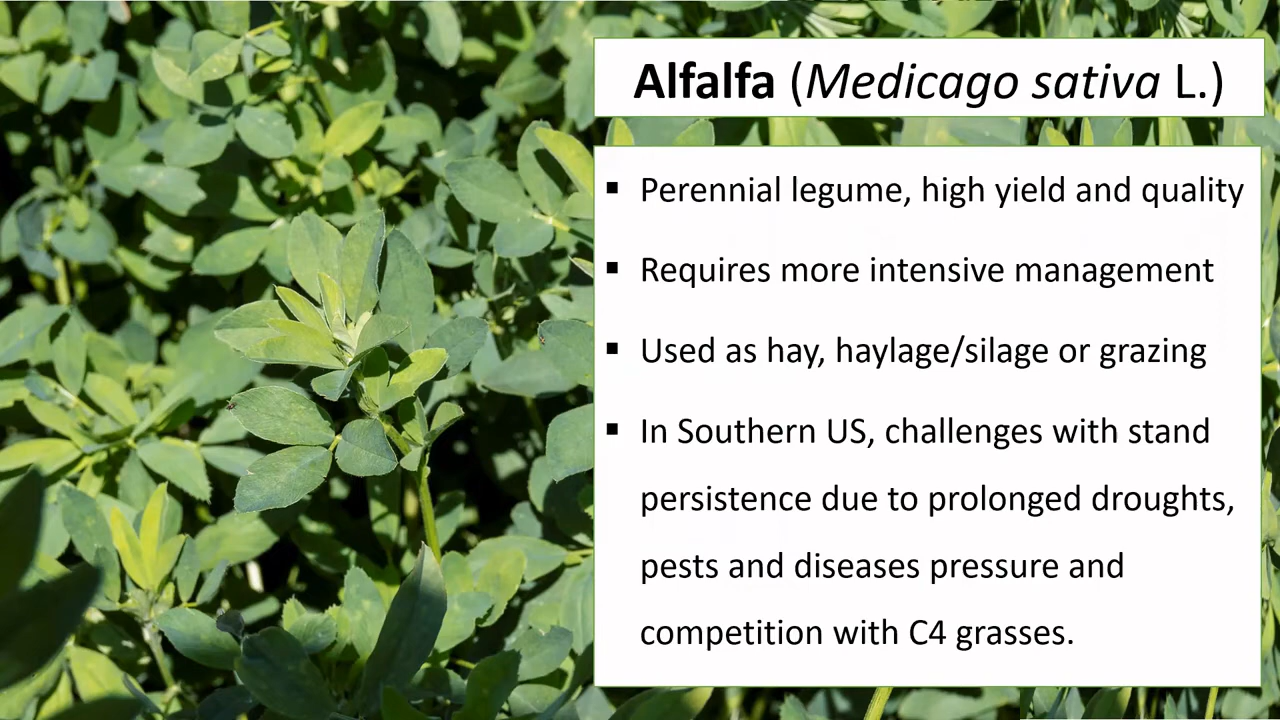 Alfalfa (Medicago sativa L.)
▪ Perennial legume, high yield and quality
▪ Requires more intensive management
▪ Used as hay, haylage/silage or grazing
▪ In Southern US, challenges with stand
persistence due to prolonged droughts,
pests and diseases pressure and
competition with C4 grasses.